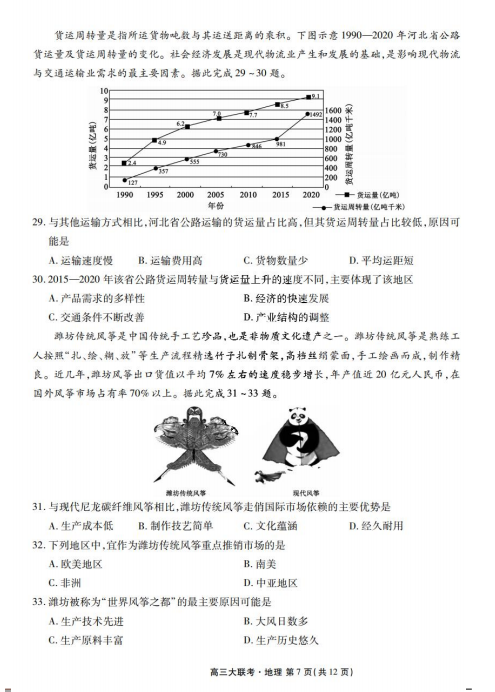 货运周转量是指所运货物吨数与其运送距离的乘积。下图示意 1990—2020 年河北省公路
货运量及货运周转量的变化。社会经济发展是现代物流业产生和发展的基础,是影响现代物流
与交通运输业需求的最主要因素。据此完成 29~30 题。
货运量(亿吨)
10
9
8
7
6
5
4
3
2
1
0
2.4
4.9
6.2
7.0
7.7
8.5
9.1
127
357
555
750
846
981
1492
1600
1400
1200
1000
800
600
400
200
0
货运周转量(亿吨千米)
1990 1995 2000 2005 2010 2015 2020
年份
货运量(亿吨)
货运周转量(亿吨千米)
29. 与其他运输方式相比,河北省公路运输的货运量占比高,但其货运周转量占比较低,原因可
能是
A. 运输速度慢 B. 运输费用高 C. 货物数量少 D. 平均运距短
30. 2015—2020 年该省公路货运周转量与货运量上升的速度不同,主要体现了该地区
A. 产品需求的多样性 B. 经济的快速发展
C. 交通条件不断改善 D. 产业结构的调整
潍坊传统风筝是中国传统手工艺珍品,也是非物质文化遗产之一。潍坊传统风筝是熟练工
人按照“扎、绘、糊、放”等生产流程精选竹子扎制骨架,高档丝绢蒙面,手工绘画而成,制作精
良。近几年,潍坊风筝出口货值以平均 7%左右的速度稳步增长,年产值近 20 亿元人民币,在
国外风筝市场占有率 70%以上。据此完成 31~33 题。
潍坊传统风筝 现代风筝
31. 与现代尼龙碳纤维风筝相比,潍坊传统风筝走俏国际市场依赖的主要优势是
A. 生产成本低 B. 制作技艺简单 C. 文化蕴涵 D. 经久耐用
32. 下列地区中,宜作为潍坊传统风筝重点推销市场的是
A. 欧美地区 B. 南美
C. 非洲 D. 中亚地区
33. 潍坊被称为“世界风筝之都”的最主要原因可能是
A. 生产技术先进 B. 大风日数多
C. 生产原料丰富 D. 生产历史悠久
高三大联考·地理 第 7 页(共 12 页)